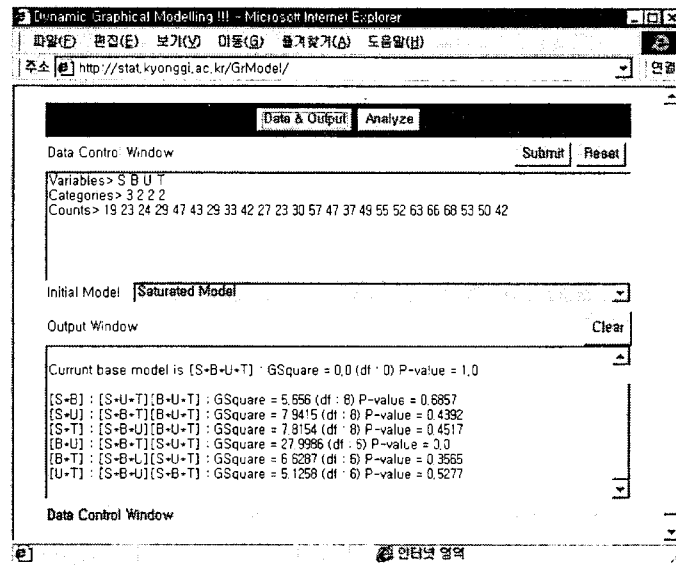 Dynamic Graphical Modelling !!! - Microsoft Internet Explorer
파일(F) 편집(E) 보기(V) 이동(G) 즐겨찾기(A) 도움말(H)
주소 http://stat.kyonggi.ac.kr/GrModel/ 연결
Data & Output Analyze
Data Control Window Submit Reset
Variables> S B U T
Categories> 3 2 2 2
Counts> 19 23 24 29 47 43 29 33 42 27 23 30 57 47 37 49 55 52 63 66 68 53 50 42
Initial Model Saturated Model
Output Window Clear
Currunt base model is [S*B*U*T] : GSquare = 0.0 (df : 0) P-value = 1.0
[S*B] : [S*U*T][B*U*T] : GSquare = 5.656 (df : 8) P-value = 0.6857
[S*U] : [S*B*T][B*U*T] : GSquare = 7.9415 (df : 8) P-value = 0.4392
[S*T] : [S*B*U][B*U*T] : GSquare = 7.8154 (df : 8) P-value = 0.4517
[B*U] : [S*B*T][S*U*T] : GSquare = 27.9986 (df : 6) P-value = 0.0
[B*T] : [S*B*U][S*U*T] : GSquare = 6.6287 (df : 6) P-value = 0.3565
[U*T] : [S*B*U][S*B*T] : GSquare = 5.1258 (df : 6) P-value = 0.5277
Data Control Window
인터넷 영역